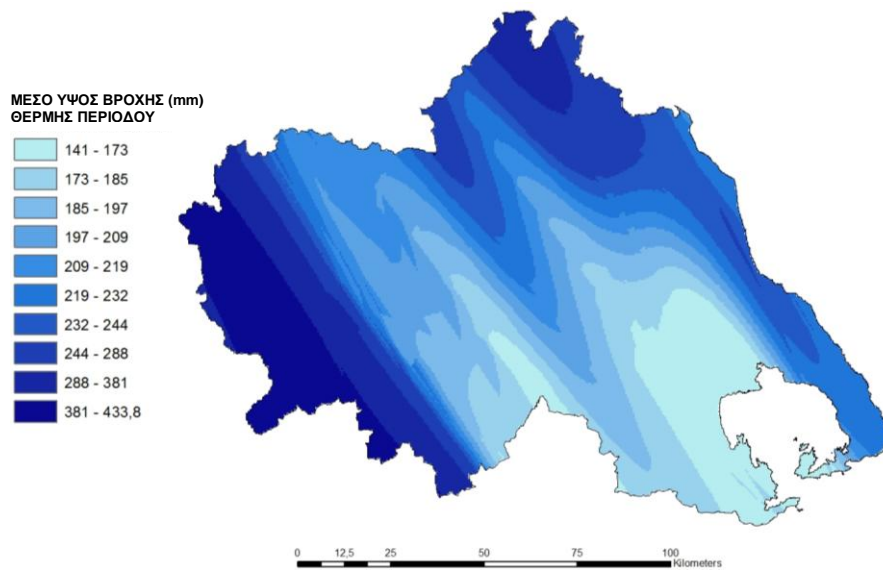 ΜΕΣΟ ΥΨΟΣ ΒΡΟΧΗΣ (mm)
ΘΕΡΜΗΣ ΠΕΡΙΟΔΟΥ
141 - 173
173 - 185
185 - 197
197 - 209
209 - 219
219 - 232
232 - 244
244 - 288
288 - 381
381 - 433,8
0 12,5 25 50 75 100
Kilometers